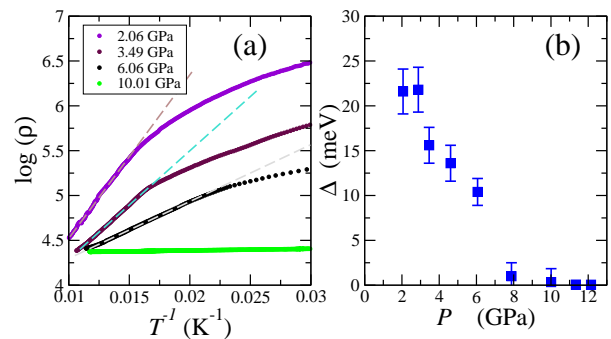 2.06 GPa
3.49 GPa
6.06 GPa
10.01 GPa
(a)
6.5
6
5.5
5
4.5
4
log (ρ)
0.01 0.015 0.02 0.025 0.03
T⁻¹ (K⁻¹)
(b)
30
25
20
15
10
5
0
Δ (meV)
0 2 4 6 8 10 12
P (GPa)